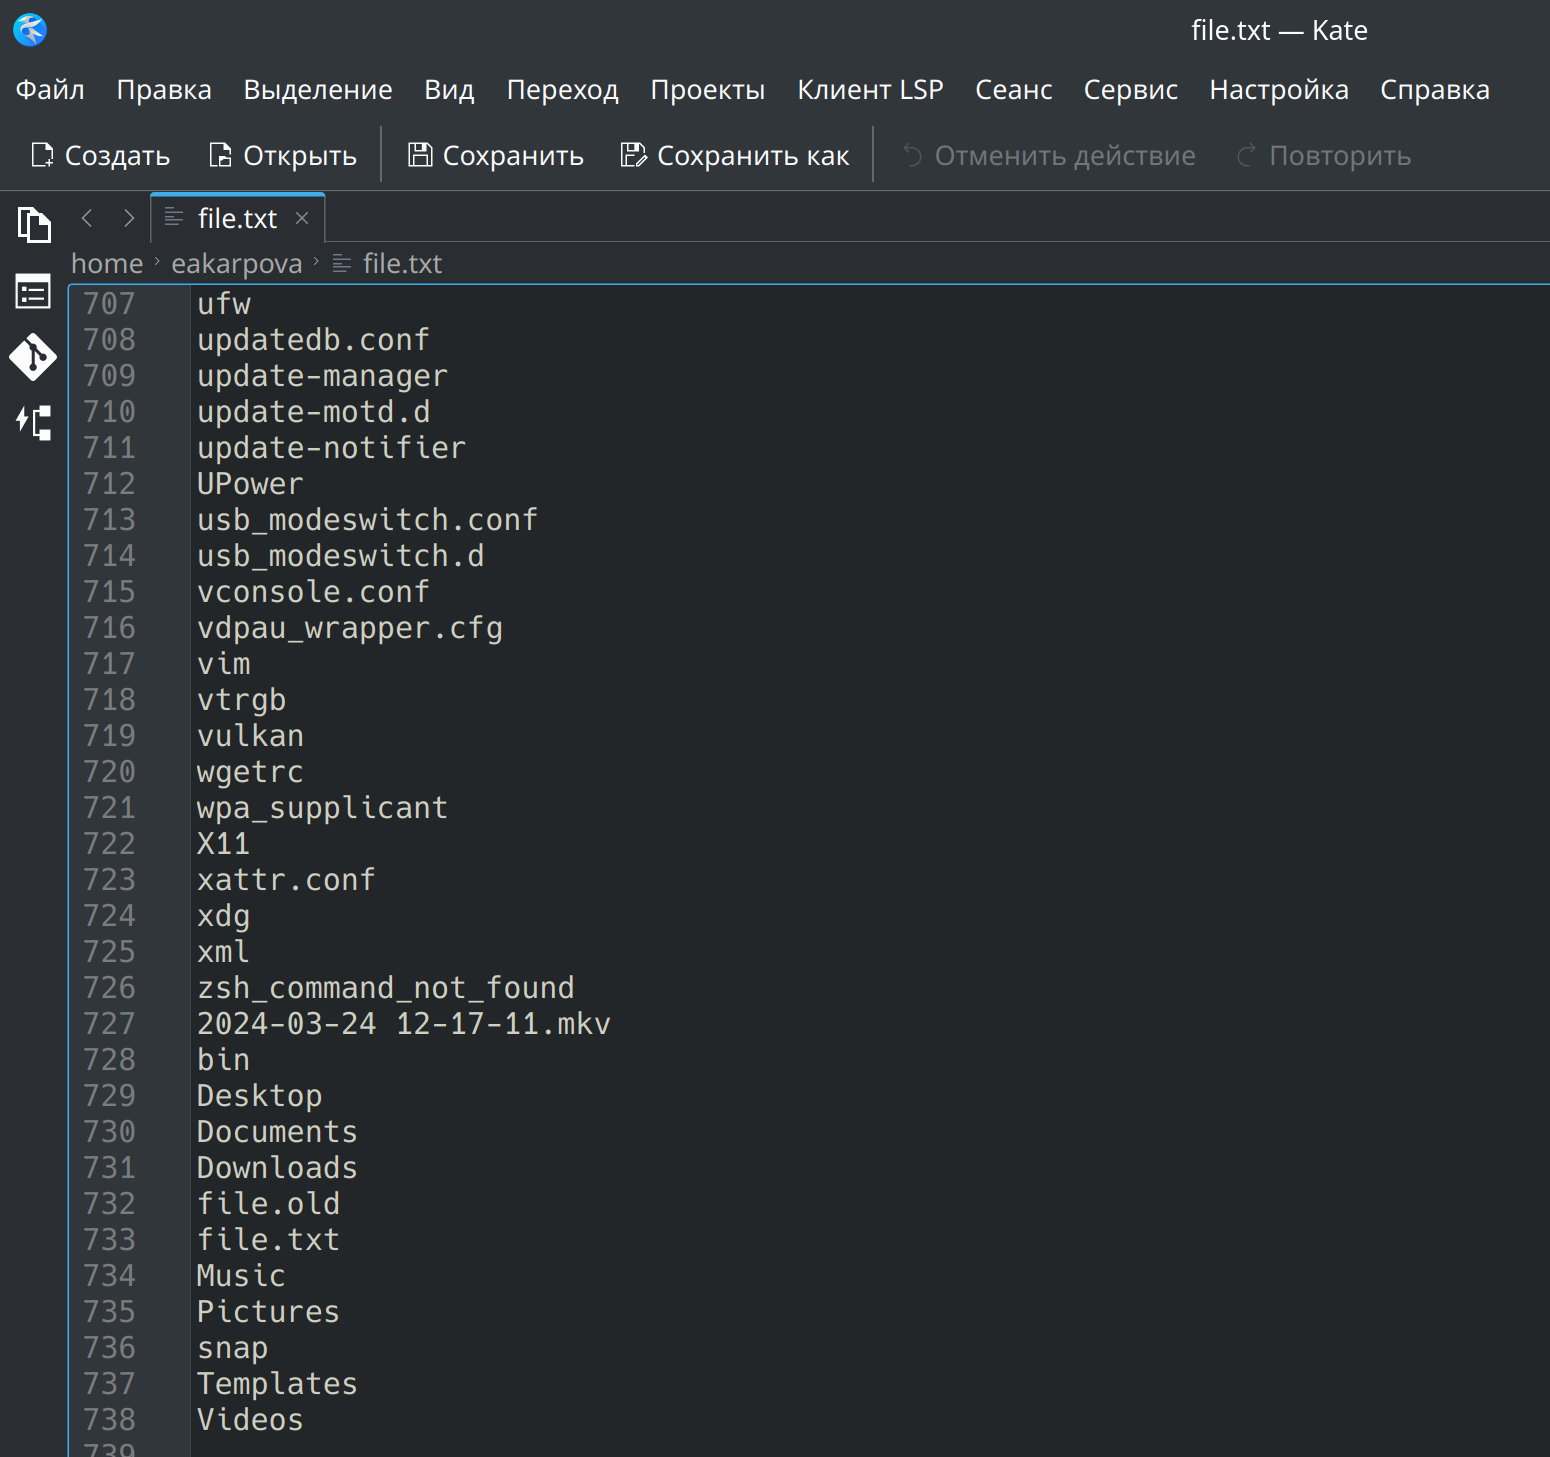 file.txt — Kate
Файл Правка Выделение Вид Переход Проекты Клиент LSP Сеанс Сервис Настройка Справка
Создать Открыть Сохранить Сохранить как Отменить действие Повторить
file.txt
home > eakarpova > file.txt
707 ufw
708 updatedb.conf
709 update-manager
710 update-motd.d
711 update-notifier
712 UPower
713 usb_modeswitch.conf
714 usb_modeswitch.d
715 vconsole.conf
716 vdpau_wrapper.cfg
717 vim
718 vtrgb
719 vulkan
720 wgetrc
721 wpa_supplicant
722 X11
723 xattr.conf
724 xdg
725 xml
726 zsh_command_not_found
727 2024-03-24 12-17-11.mkv
728 bin
729 Desktop
730 Documents
731 Downloads
732 file.old
733 file.txt
734 Music
735 Pictures
736 snap
737 Templates
738 Videos
739